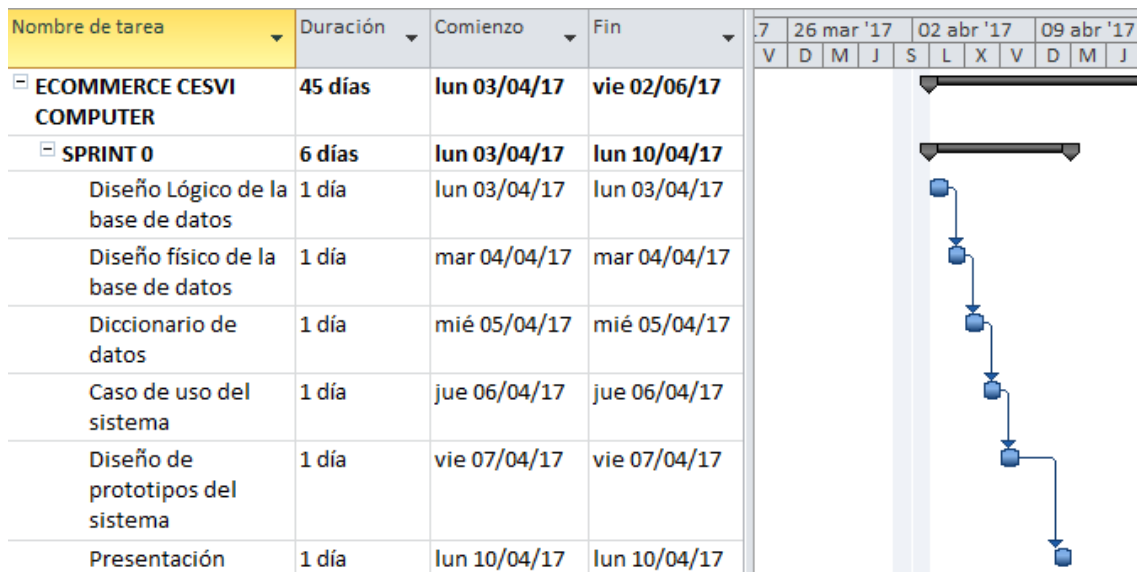 Nombre de tarea Duración Comienzo Fin .7 26 mar '17 02 abr '17 09 abr '17
V D M J S L X V D M J
ECOMMERCE CESVI 45 días lun 03/04/17 vie 02/06/17
COMPUTER
SPRINT 0 6 días lun 03/04/17 lun 10/04/17
Diseño Lógico de la 1 día lun 03/04/17 lun 03/04/17
base de datos
Diseño físico de la 1 día mar 04/04/17 mar 04/04/17
base de datos
Diccionario de 1 día mié 05/04/17 mié 05/04/17
datos
Caso de uso del 1 día jue 06/04/17 jue 06/04/17
sistema
Diseño de 1 día vie 07/04/17 vie 07/04/17
prototipos del
sistema
Presentación 1 día lun 10/04/17 lun 10/04/17